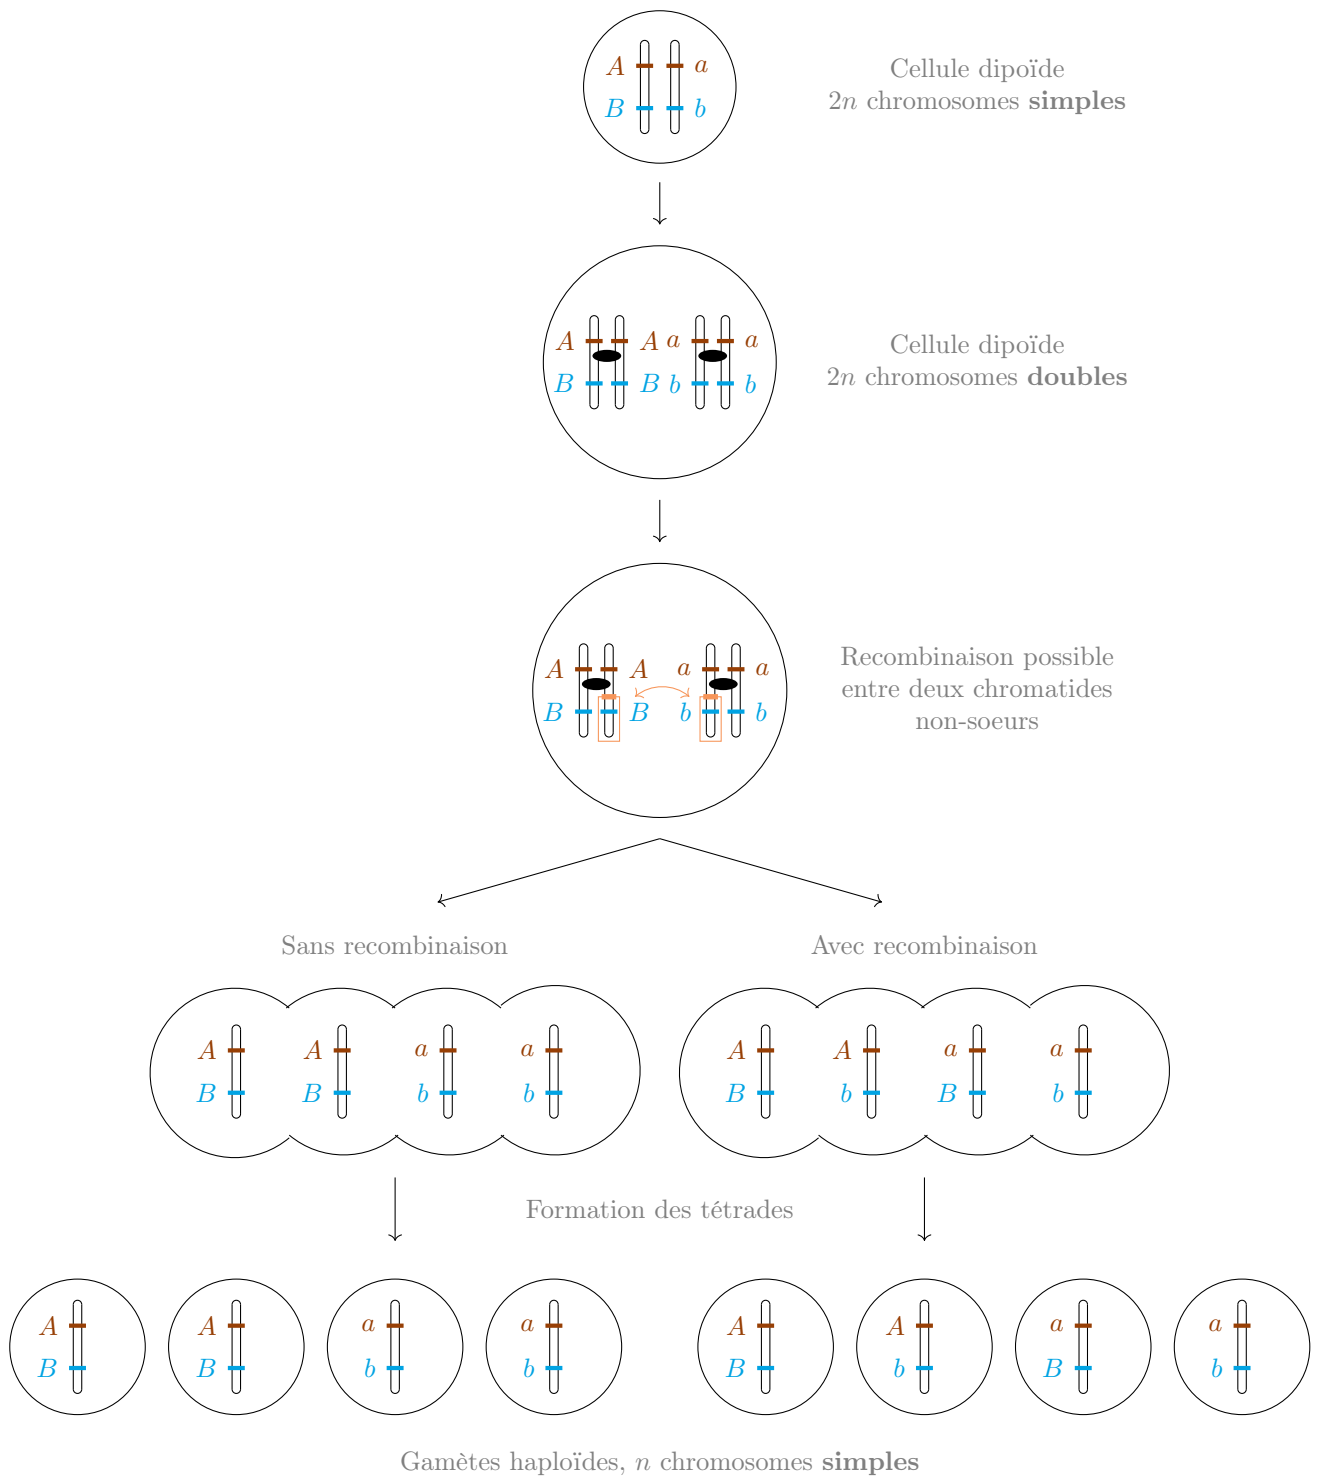 A a
B b
Cellule dipoïde
2n chromosomes simples
A A a a
B B b b
Cellule dipoïde
2n chromosomes doubles
A A a a
B B b b
Recombinaison possible
entre deux chromatides
non-soeurs
Sans recombinaison
Avec recombinaison
A A a a
B B b b
A A a a
B b B b
Formation des tétrades
A A a a
B B b b
A A a a
B b B b
Gamètes haploïdes, n chromosomes simples